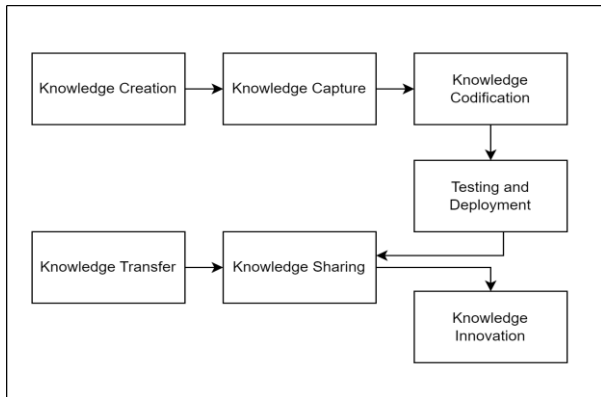 Knowledge Creation
Knowledge Capture
Knowledge
Codification
Testing and
Deployment
Knowledge Transfer
Knowledge Sharing
Knowledge
Innovation